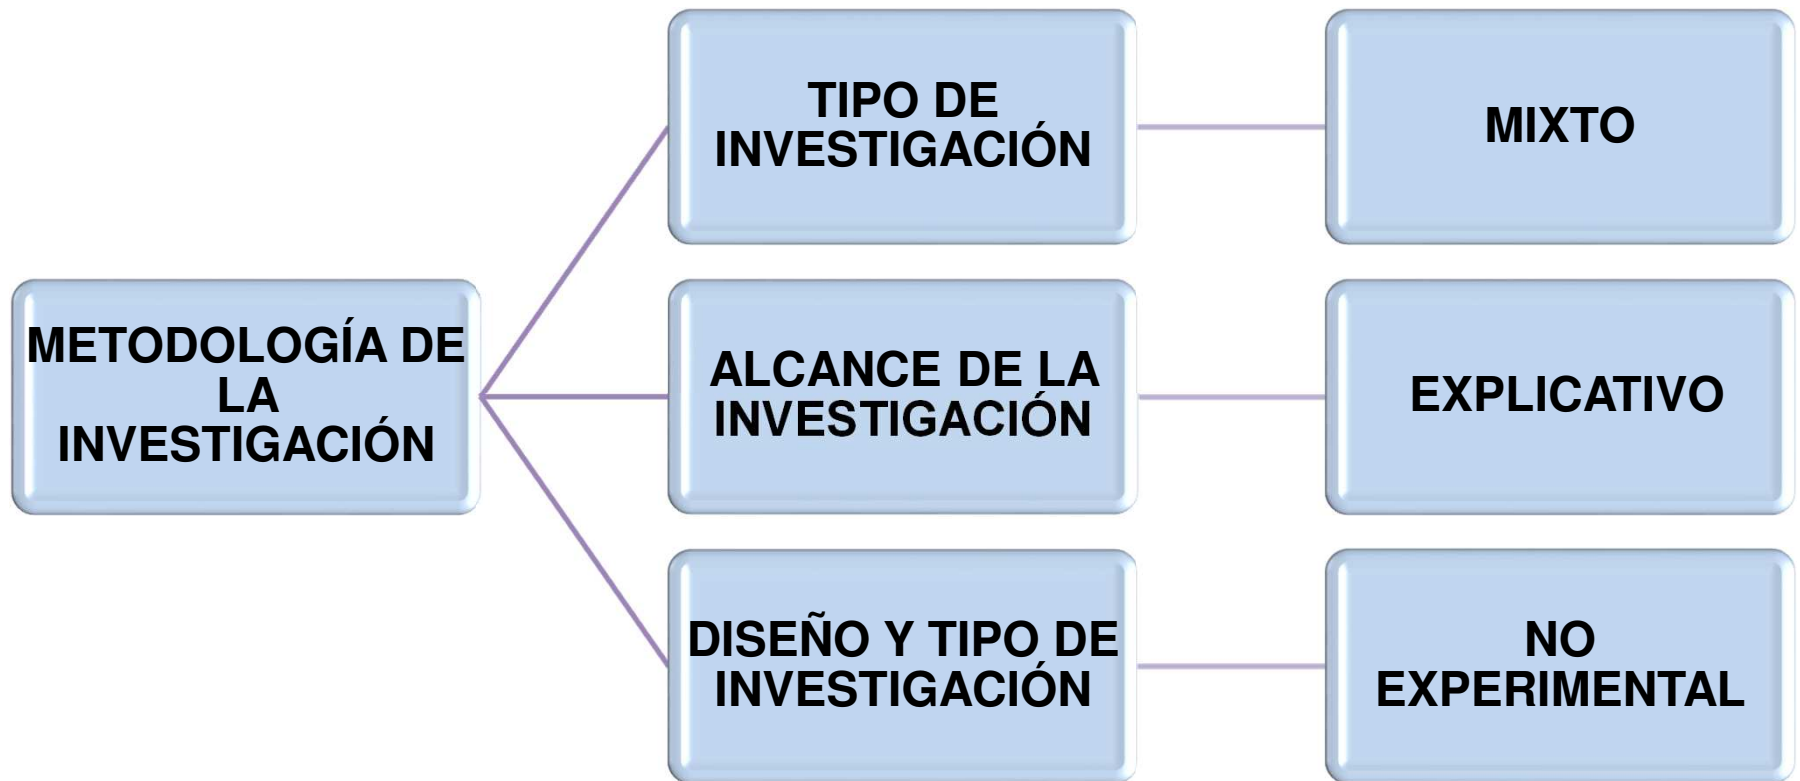 METODOLOGÍA DE
LA
INVESTIGACIÓN
TIPO DE
INVESTIGACIÓN
MIXTO
ALCANCE DE LA
INVESTIGACIÓN
EXPLICATIVO
DISEÑO Y TIPO DE
INVESTIGACIÓN
NO
EXPERIMENTAL